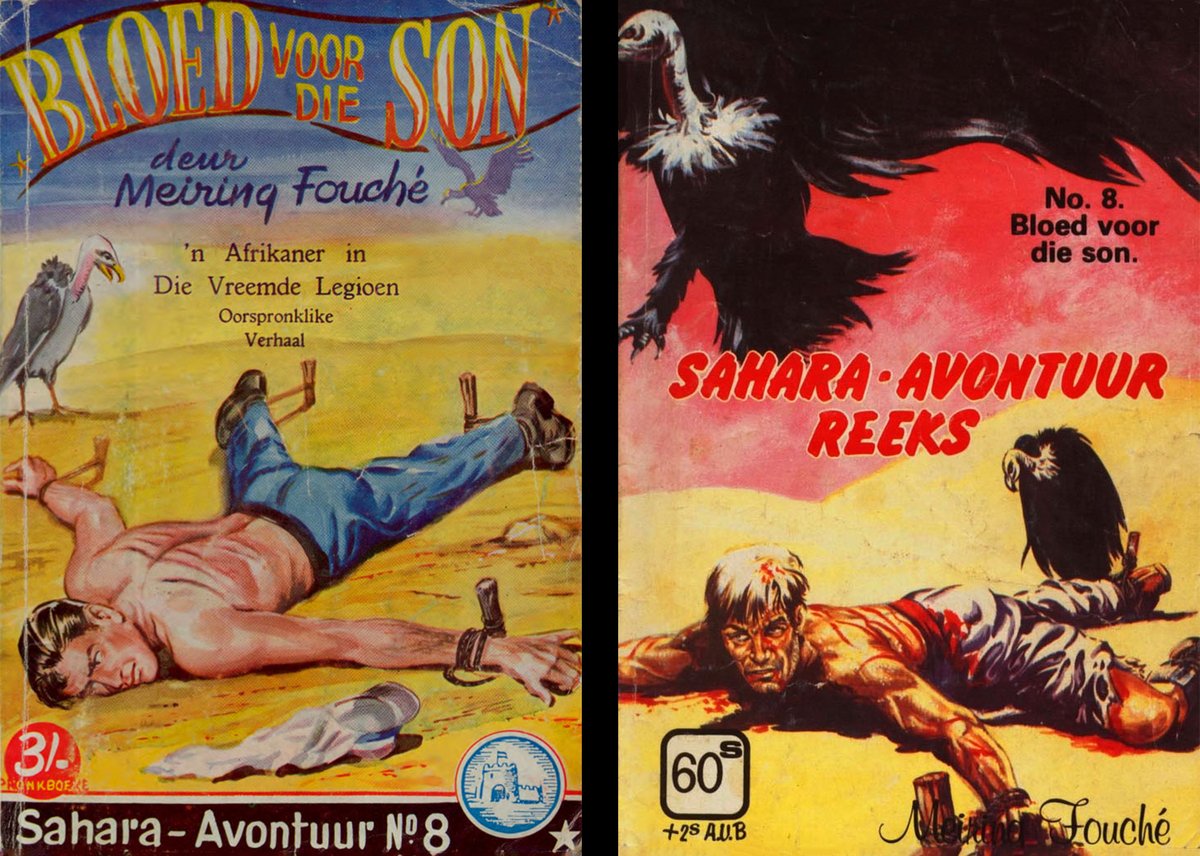 BLOED VOOR DIE SON
deur
Meiring Fouché
'n Afrikaner in
Die Vreemde Legioen
Oorspronklike
Verhaal
3/-
PRONKBOEKE
Sahara-Avontuur Nº 8
No. 8.
Bloed voor
die son.
SAHARA-AVONTUUR
REEKS
60s
+2s A.V.B
Meiring Fouché